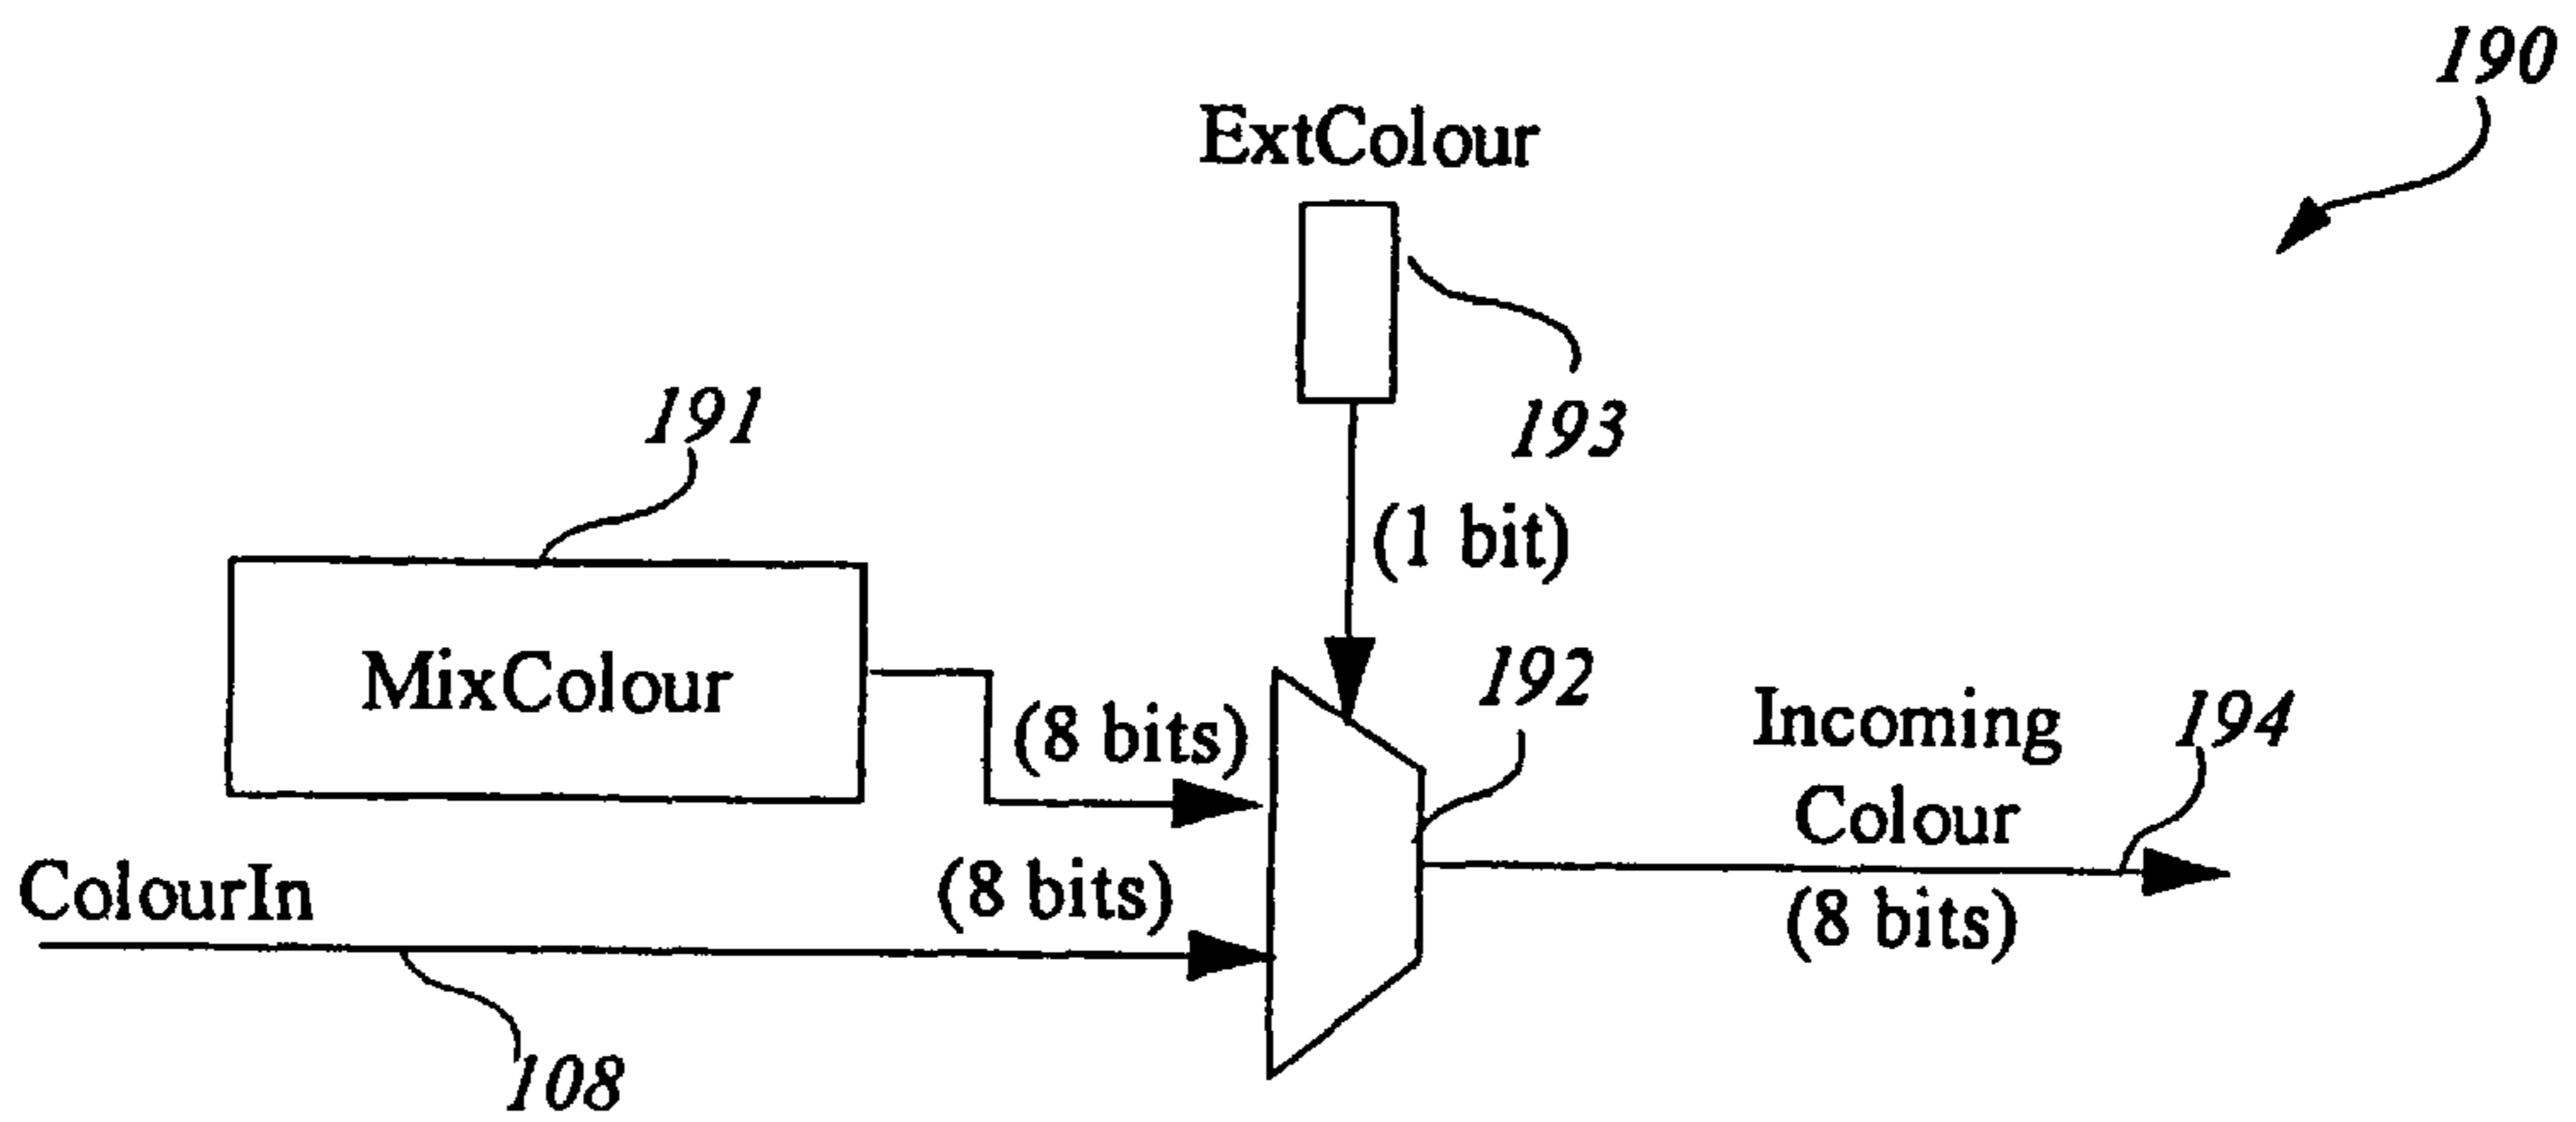 190
ExtColour
193
191
(1 bit)
MixColour
192
(8 bits)
Incoming
Colour
194
ColourIn
(8 bits)
(8 bits)
108